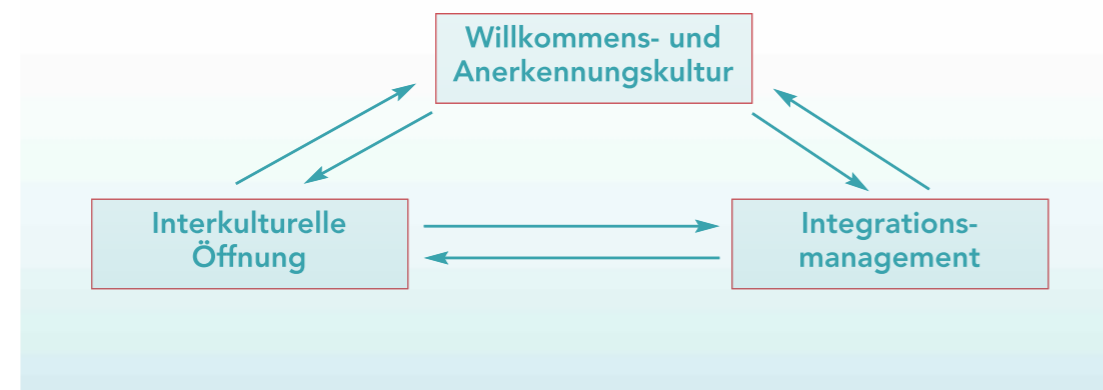 Willkommens- und
Anerkennungskultur
Interkulturelle
Öffnung
Integrations-
management